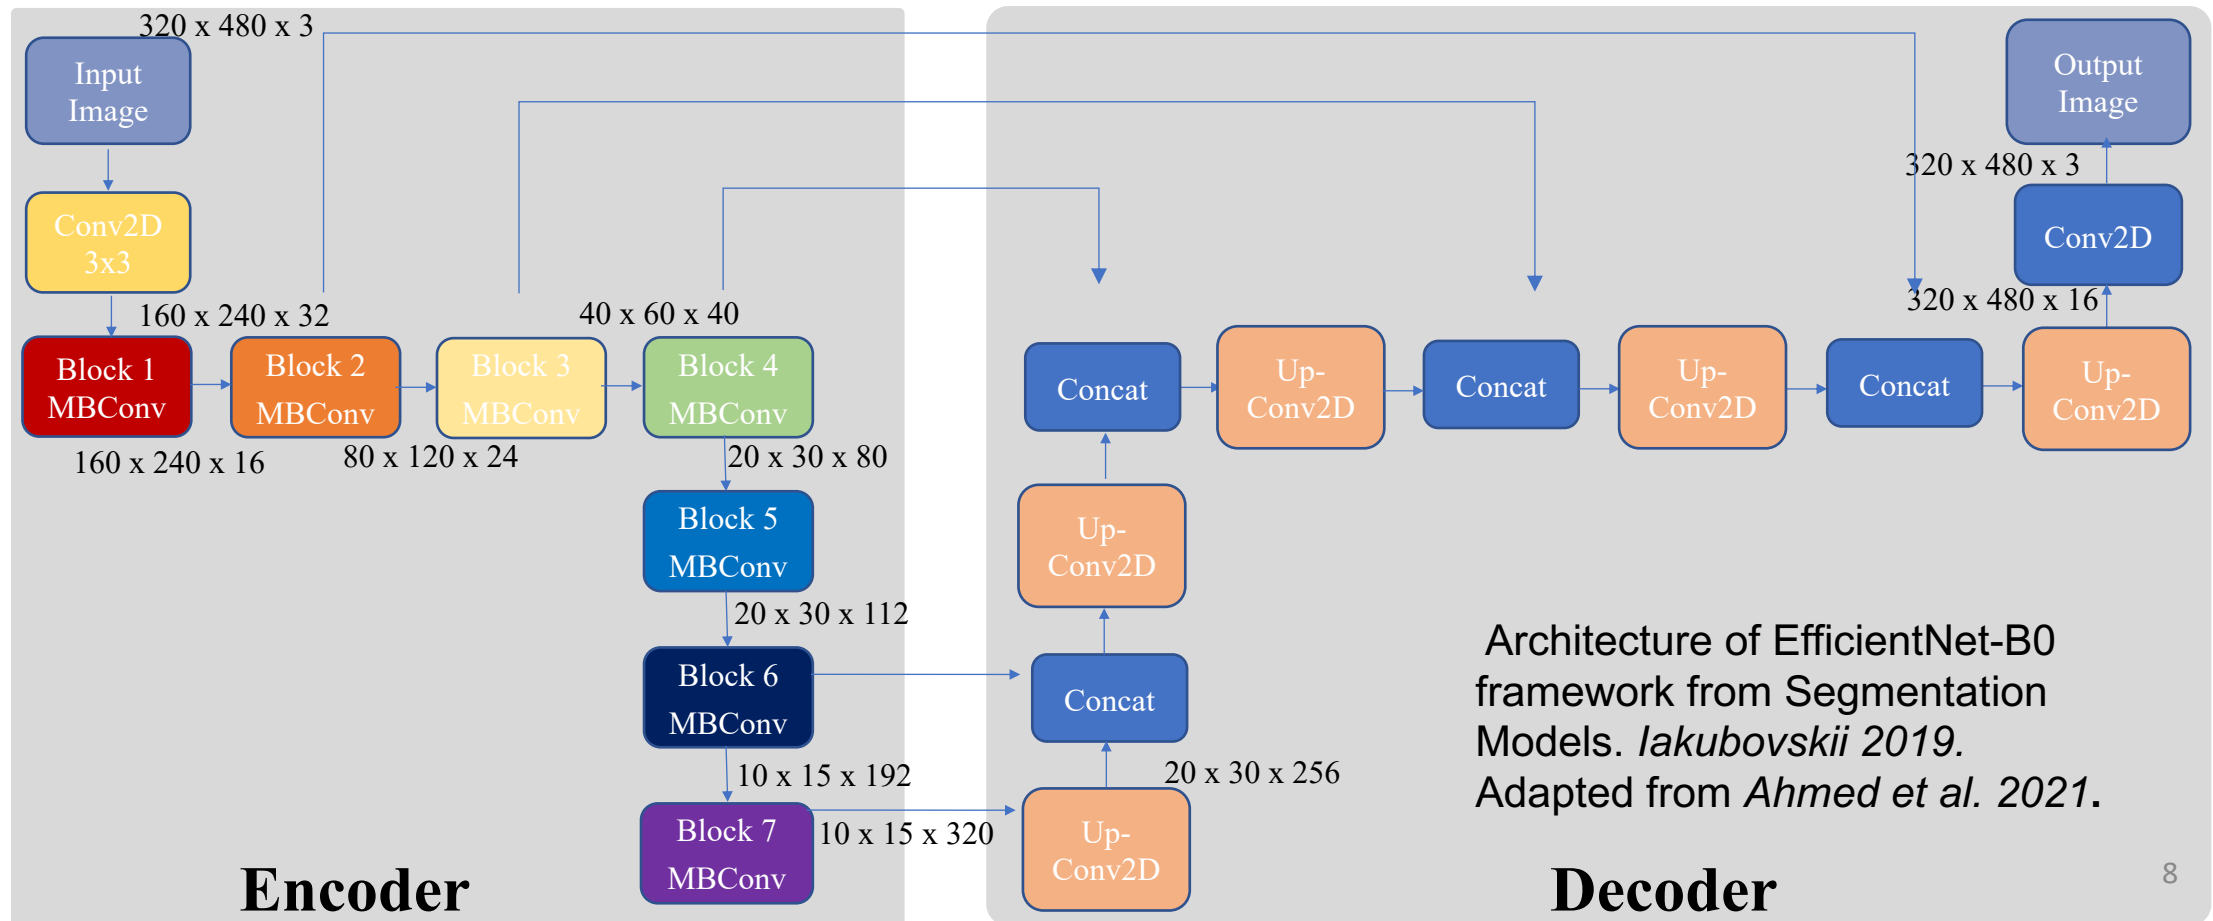 320 x 480 x 3
Input
Image
Conv2D
3x3
160 x 240 x 32
Block 1
MBConv
160 x 240 x 16
Block 2
MBConv
80 x 120 x 24
Block 3
MBConv
40 x 60 x 40
Block 4
MBConv
20 x 30 x 80
Block 5
MBConv
20 x 30 x 112
Block 6
MBConv
10 x 15 x 192
Block 7
MBConv
10 x 15 x 320
Encoder
Up-
Conv2D
20 x 30 x 256
Concat
Up-
Conv2D
Concat
Up-
Conv2D
Concat
Up-
Conv2D
Concat
Up-
Conv2D
320 x 480 x 16
Conv2D
320 x 480 x 3
Output
Image
Architecture of EfficientNet-B0
framework from Segmentation
Models. Iakubovskii 2019.
Adapted from Ahmed et al. 2021.
Decoder
8